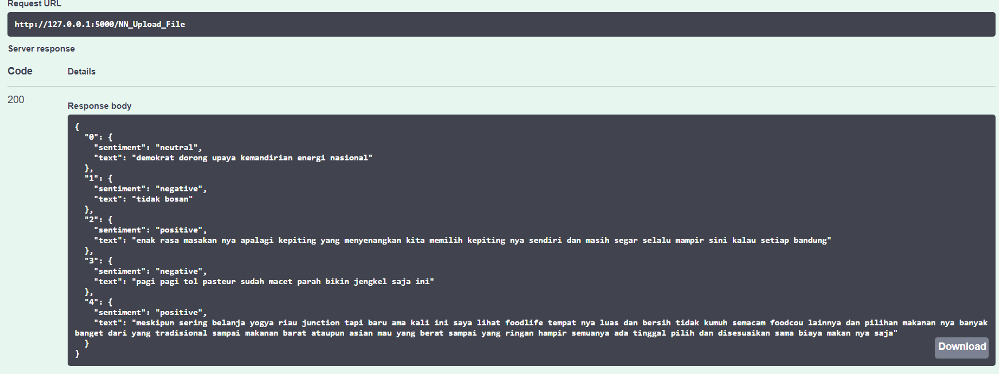 Request URL
http://127.0.0.1:5000/NN_Upload_File
Server response
Code Details
200
Response body
{
  "0": {
    "sentiment": "neutral",
    "text": "demokrat dorong upaya kemandirian energi nasional"
  },
  "1": {
    "sentiment": "negative",
    "text": "tidak bosan"
  },
  "2": {
    "sentiment": "positive",
    "text": "enak rasa masakan nya apalagi kepiting yang menyenangkan kita memilih kepiting nya sendiri dan masih segar selalu mampir sini kalau setiap bandung"
  },
  "3": {
    "sentiment": "negative",
    "text": "pagi pagi tol pasteur sudah macet parah bikin jengkel saja ini"
  },
  "4": {
    "sentiment": "positive",
    "text": "meskipun sering belanja yogya riau junction tapi baru ama kali ini saya lihat foodlife tempat nya luas dan bersih tidak kumuh semacam foodcou lainnya dan pilihan makanan nya banyak
banget dari yang tradisional sampai makanan barat ataupun asian mau yang berat sampai yang ringan hampir semuanya ada tinggal pilih dan disesuaikan sama biaya makan nya saja"
  }
}
Download